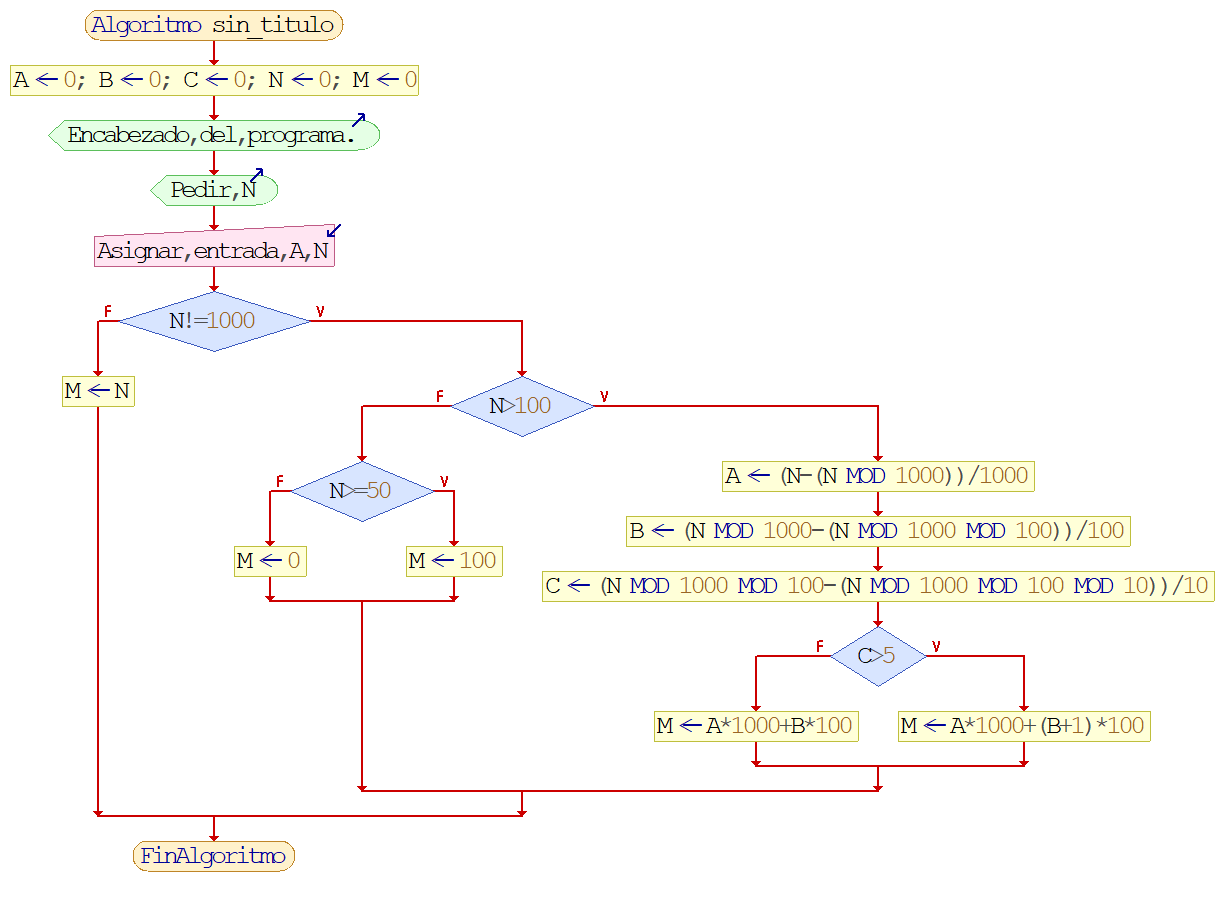 Algoritmo sin_titulo
A ← 0; B ← 0; C ← 0; N ← 0; M ← 0
Encabezado,del,programa.
Pedir,N
Asignar,entrada,A,N
F
V
N!=1000
M ← N
F
V
N>100
F
V
N>=50
A ← (N-(N MOD 1000))/1000
B ← (N MOD 1000-(N MOD 1000 MOD 100))/100
M ← 0
M ← 100
C ← (N MOD 1000 MOD 100-(N MOD 1000 MOD 100 MOD 10))/10
F
V
C>5
M ← A*1000+B*100
M ← A*1000+(B+1)*100
FinAlgoritmo